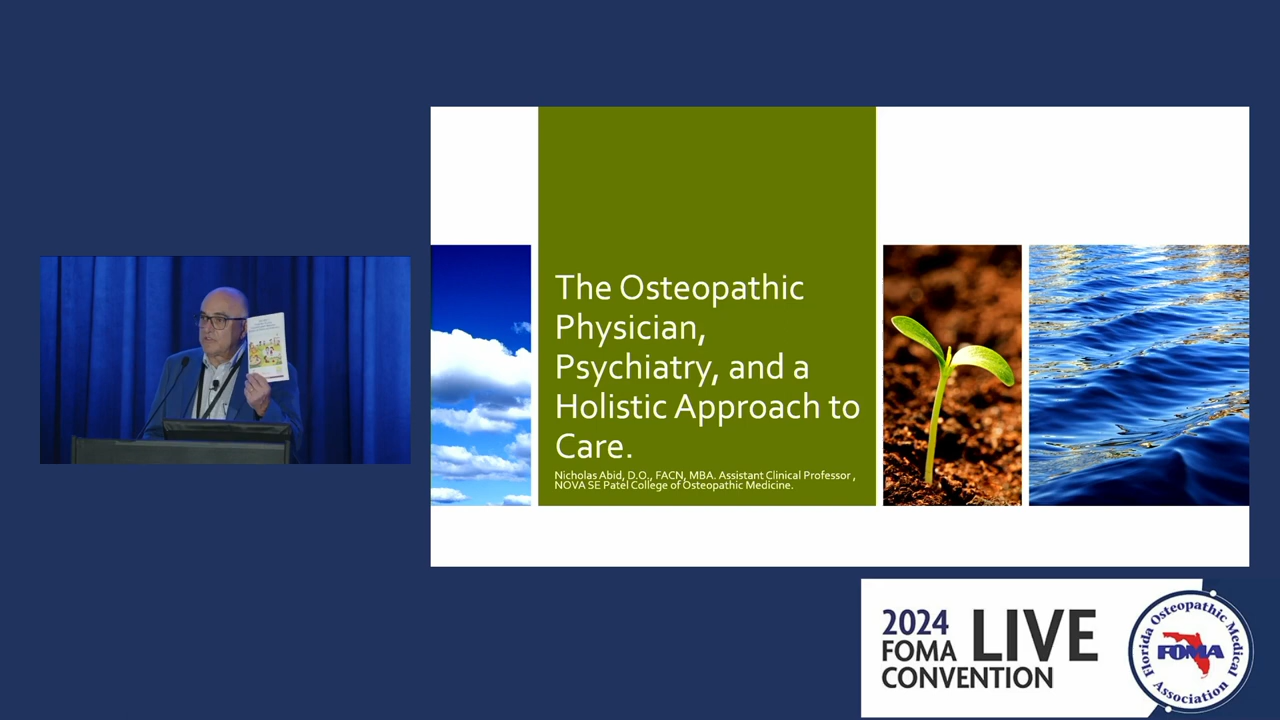 The Osteopathic
Physician,
Psychiatry, and a
Holistic Approach to
Care.
Nicholas Abid, D.O., FACN, MBA. Assistant Clinical Professor ,
NOVA SE Patel College of Osteopathic Medicine.
2024
FOMA
LIVE
CONVENTION
Florida Osteopathic Medical
FOMA
Association